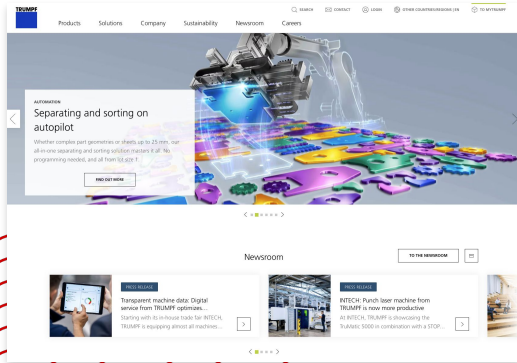 TRUMPF
SEARCH
CONTACT
LOGIN
OTHER COUNTRIES/REGIONS | EN
TO MYTRUMPF
Products
Solutions
Company
Sustainability
Newsroom
Careers
AUTOMATION
Separating and sorting on
autopilot
Whether complex part geometries or sheets up to 25 mm, our
all-in-one separating and sorting solution masters it all. No
programming needed, and all from lot size 1.
FIND OUT MORE
Newsroom
TO THE NEWSROOM
PRESS RELEASE
Transparent machine data: Digital
service from TRUMPF optimizes...
Starting with its in-house trade fair INTECH,
TRUMPF is equipping almost all machines...
PRESS RELEASE
INTECH: Punch laser machine from
TRUMPF is now more productive
At INTECH, TRUMPF is showcasing the
TruMatic 5000 in combination with a STOP...